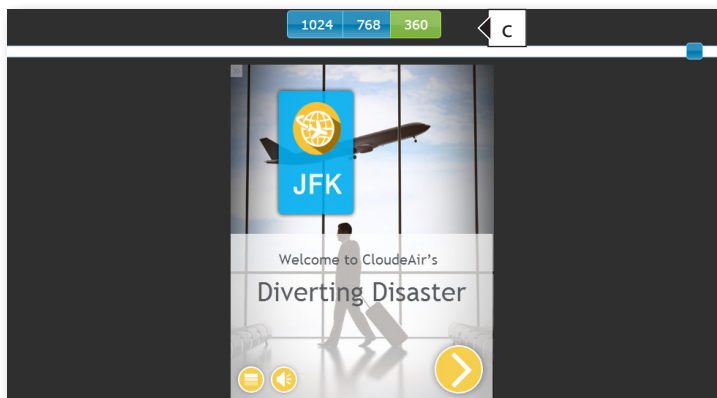 1024 768 360
C
JFK
Welcome to CloudeAir's
Diverting Disaster